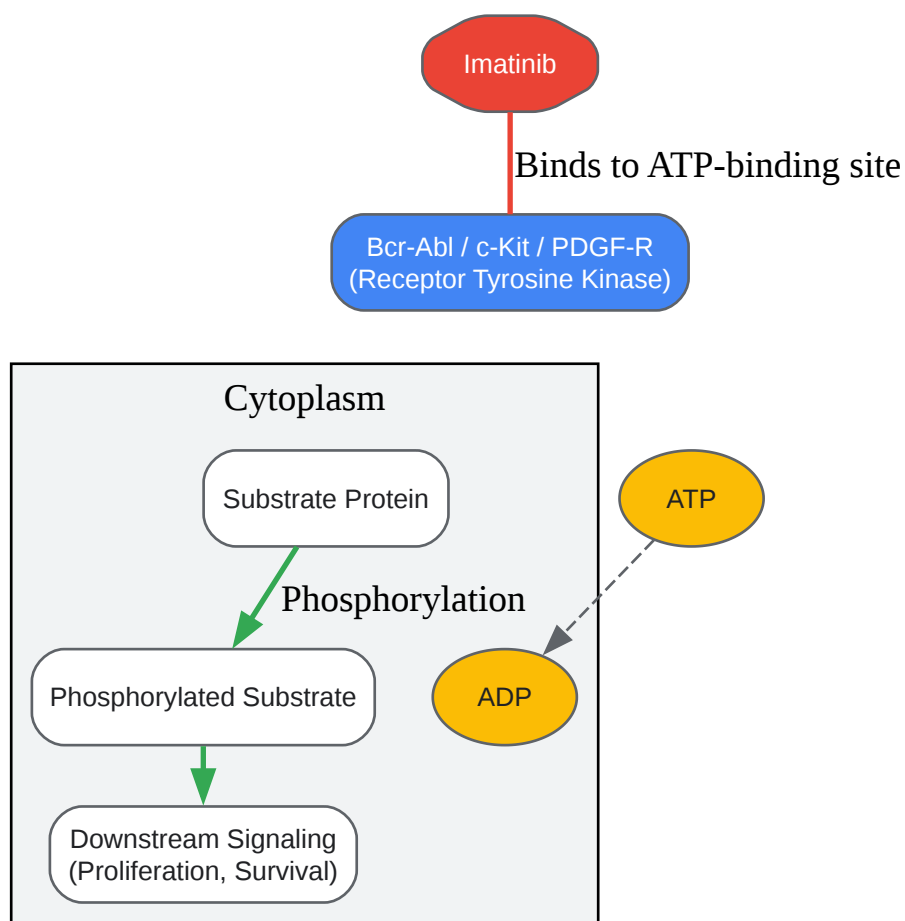 Imatinib
Binds to ATP-binding site
Bcr-Abl / c-Kit / PDGF-R
(Receptor Tyrosine Kinase)
Cytoplasm
Substrate Protein
ATP
Phosphorylation
Phosphorylated Substrate
ADP
Downstream Signaling
(Proliferation, Survival)